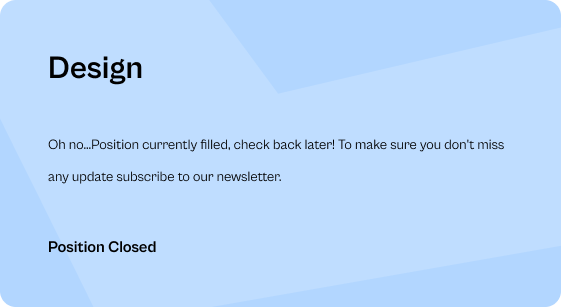 Design
Oh no...Position currently filled, check back later! To make sure you don't miss
any update subscribe to our newsletter.
Position Closed